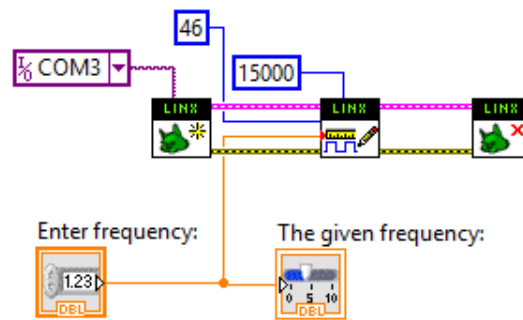 46
I/O COM3
15000
LINX
LINX
LINX
Enter frequency:
The given frequency:
1.23
DBL
0 5 10
DBL